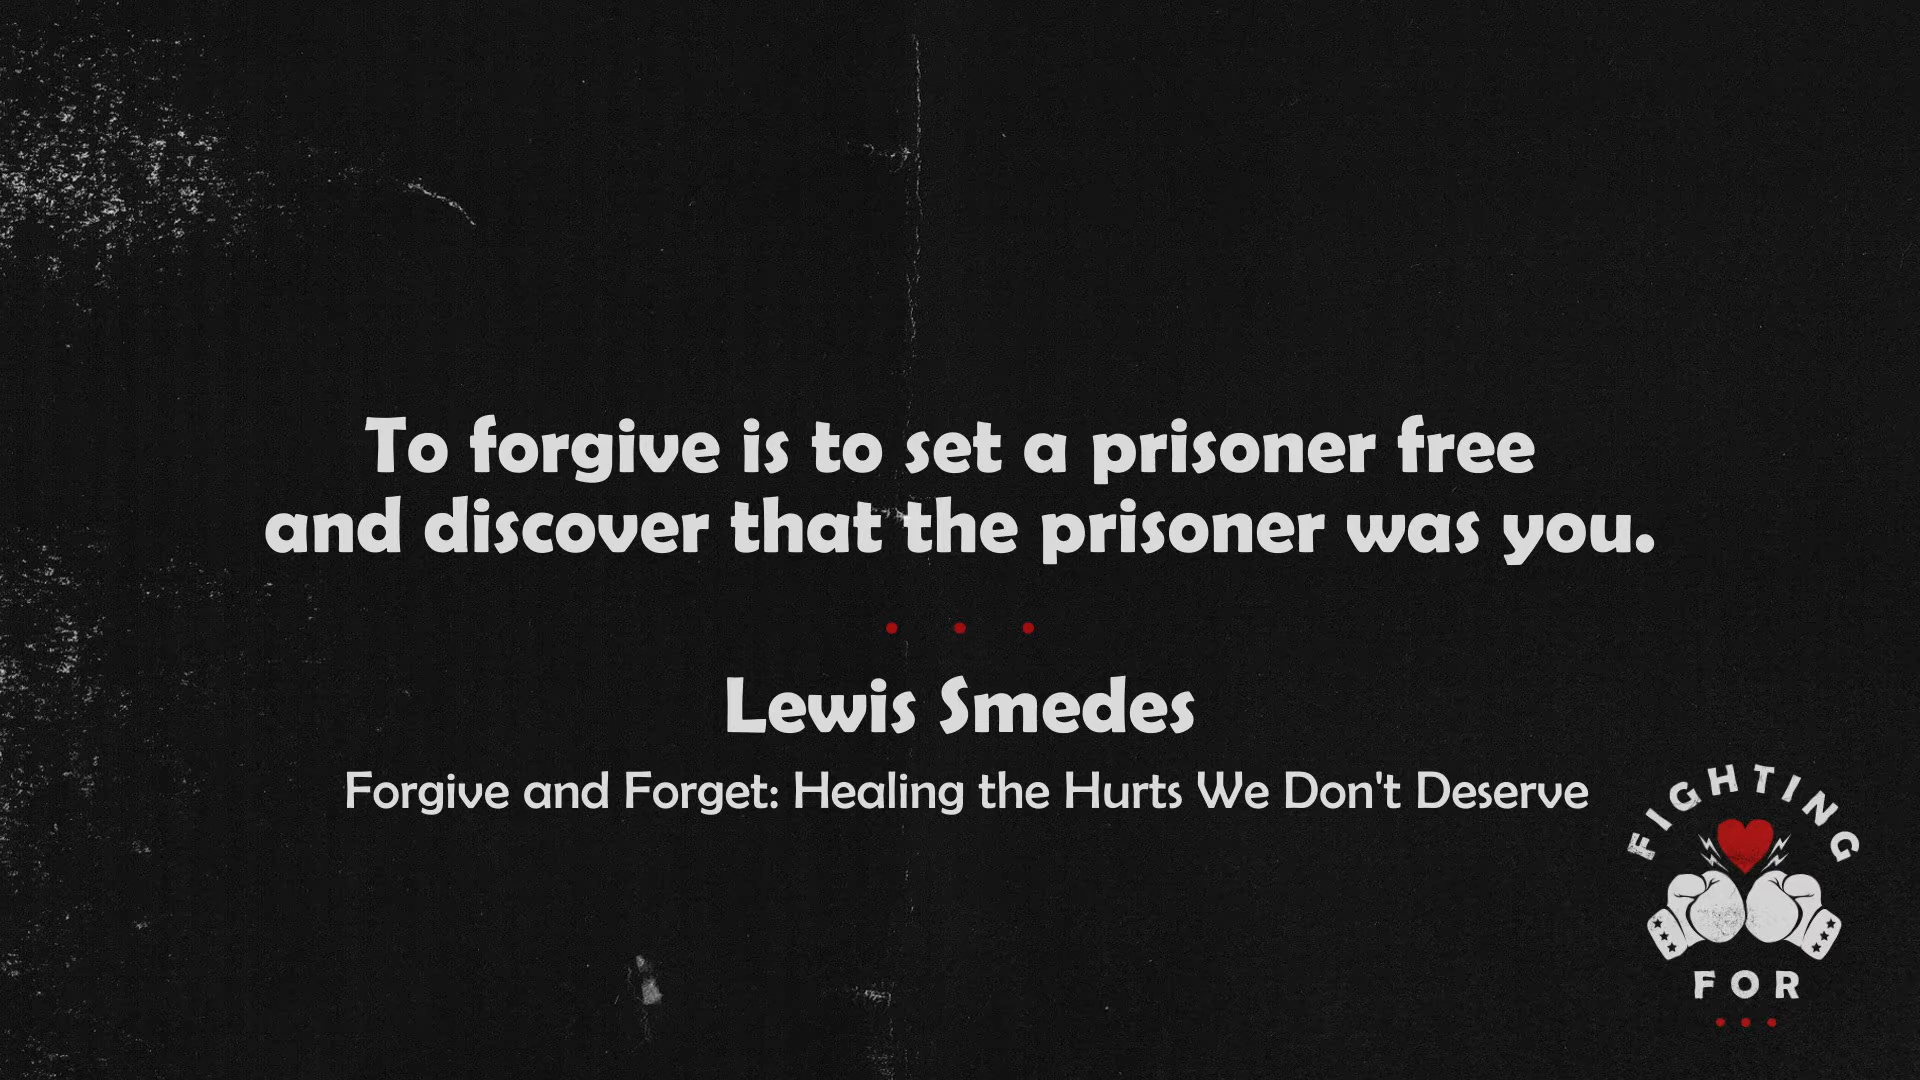 To forgive is to set a prisoner free
and discover that the prisoner was you.
Lewis Smedes
Forgive and Forget: Healing the Hurts We Don't Deserve
FIGHTING
FOR